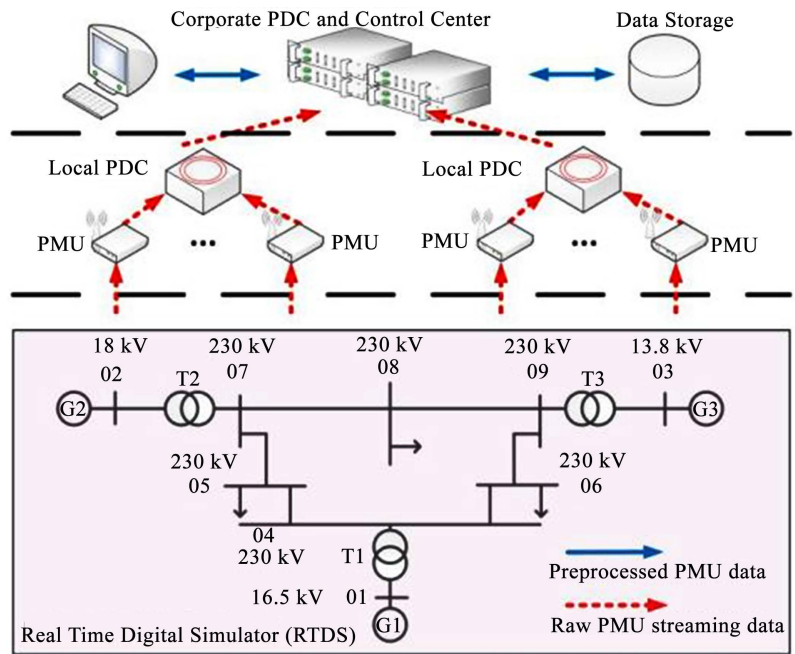 Corporate PDC and Control Center
Data Storage
Local PDC
Local PDC
PMU
PMU
PMU
PMU
18 kV
02
T2
230 kV
07
230 kV
08
230 kV
09
T3
13.8 kV
03
G2
G3
230 kV
05
230 kV
06
04
230 kV
T1
16.5 kV
01
G1
Preprocessed PMU data
Raw PMU streaming data
Real Time Digital Simulator (RTDS)